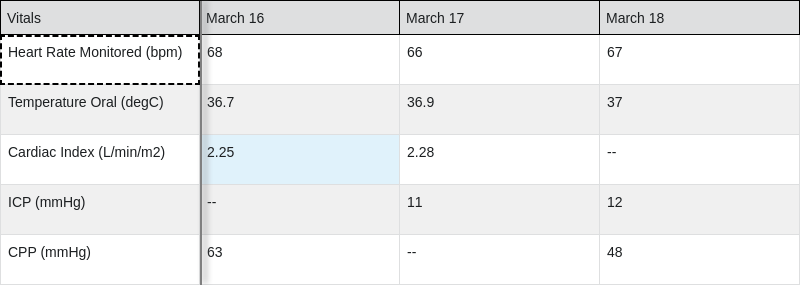 Vitals March 16 March 17 March 18
Heart Rate Monitored (bpm) 68 66 67
Temperature Oral (degC) 36.7 36.9 37
Cardiac Index (L/min/m2) 2.25 2.28 --
ICP (mmHg) -- 11 12
CPP (mmHg) 63 -- 48